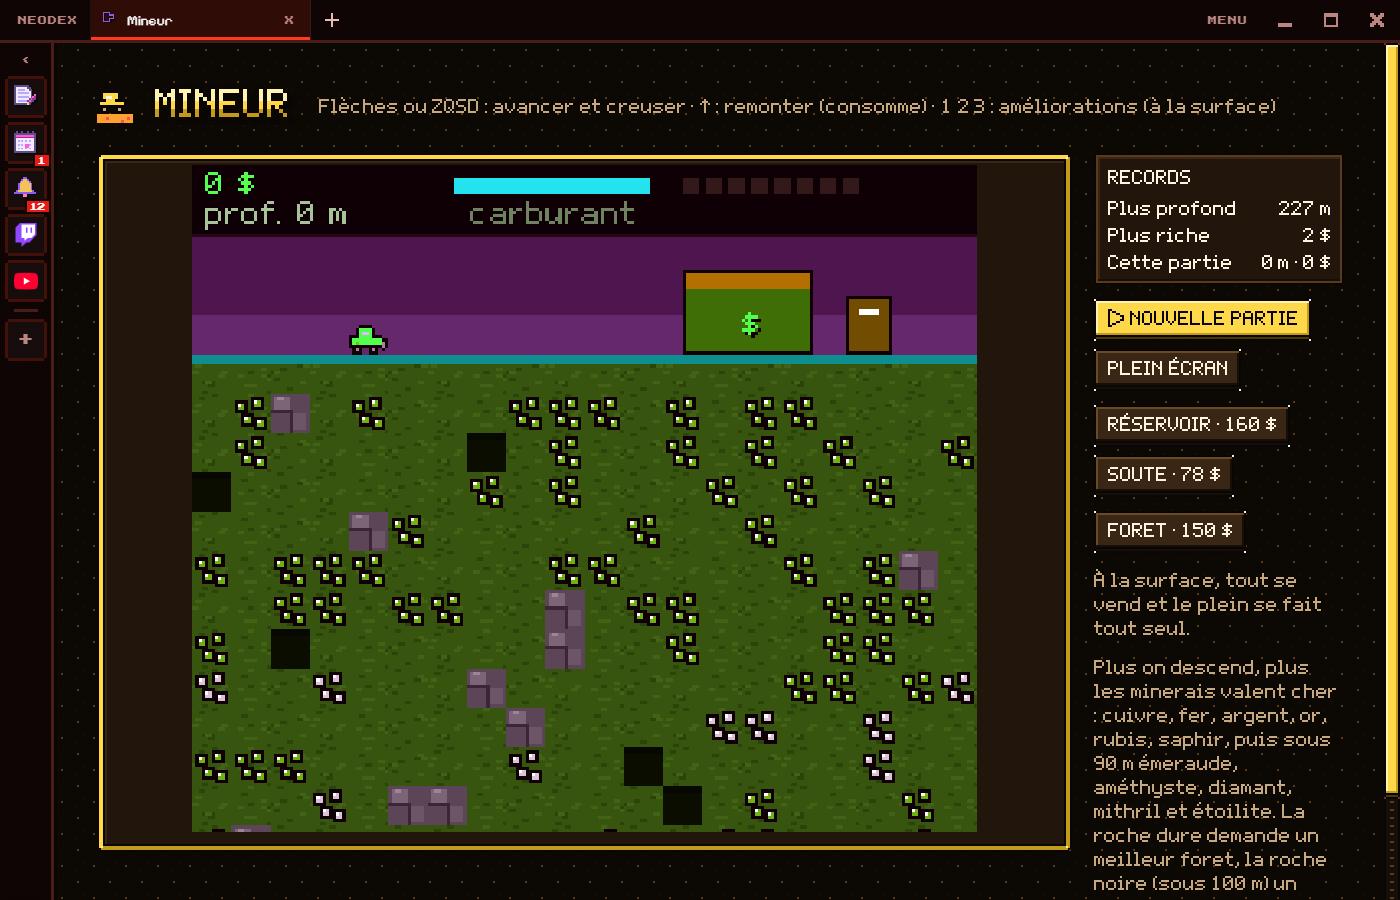 NEODEX
Mineur
MENU
1
12
MINEUR
Flèches ou ZQSD : avancer et creuser · ↑ : remonter (consomme) · 1 2 3 : améliorations (à la surface)
0 $
prof. 0 m
carburant
$
RECORDS
Plus profond 227 m
Plus riche 2 $
Cette partie 0 m · 0 $
NOUVELLE PARTIE
PLEIN ÉCRAN
RÉSERVOIR · 160 $
SOUTE · 78 $
FORET · 150 $
À la surface, tout se
vend et le plein se fait
tout seul.
Plus on descend, plus
les minerais valent cher
: cuivre, fer, argent, or,
rubis, saphir, puis sous
90 m émeraude,
améthyste, diamant,
mithril et étoilite. La
roche dure demande un
meilleur foret, la roche
noire (sous 100 m) un